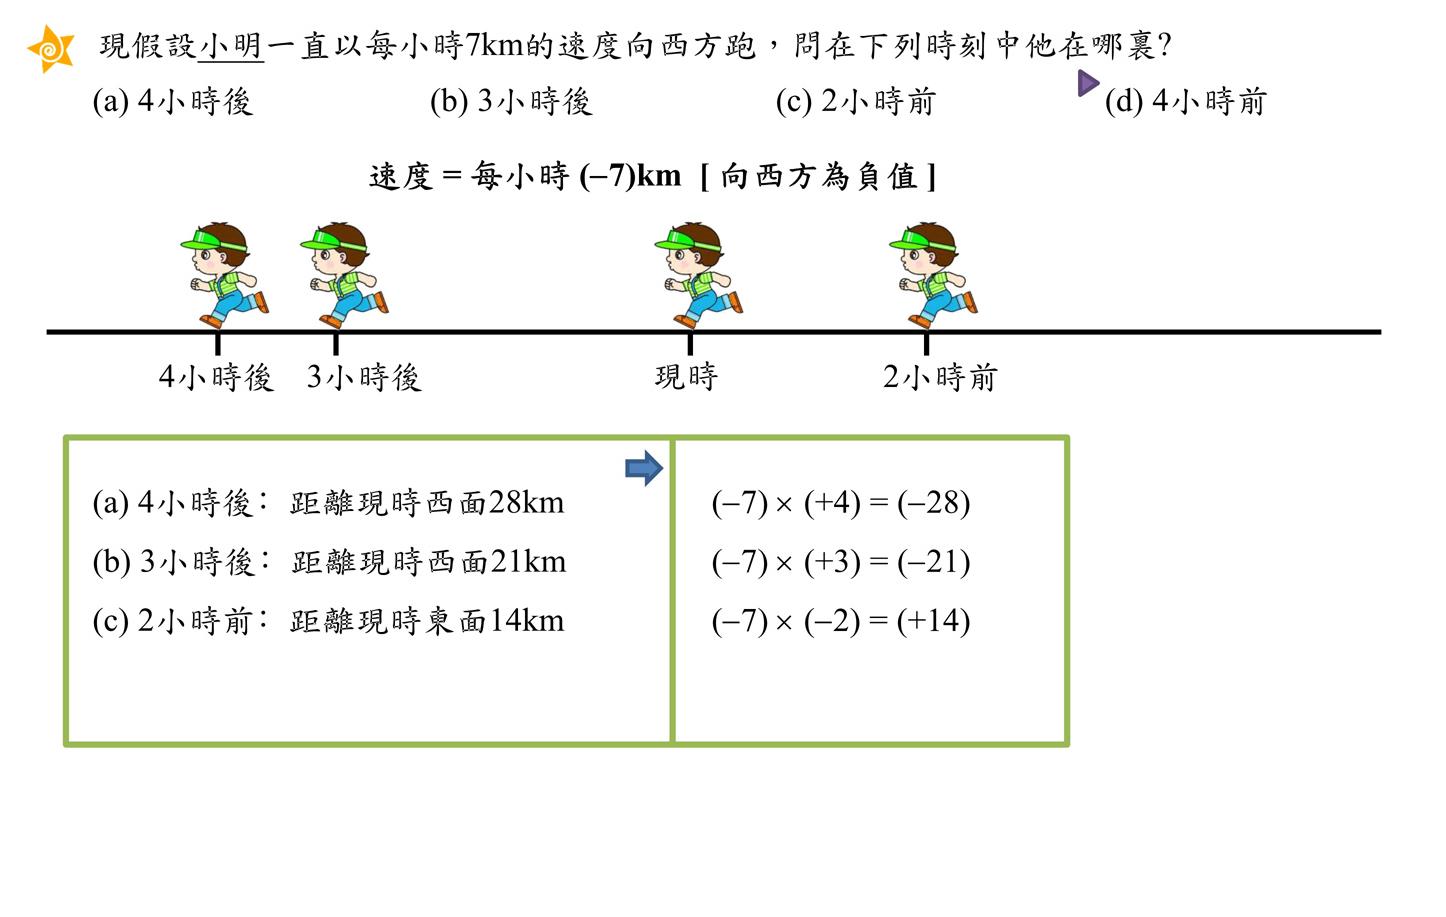 現假設小明一直以每小時7km的速度向西方跑，問在下列時刻中他在哪裏?
(a) 4小時後 (b) 3小時後 (c) 2小時前 (d) 4小時前
速度 = 每小時 (–7)km [ 向西方為負值 ]
4小時後 3小時後 現時 2小時前
(a) 4小時後： 距離現時西面28km (–7) × (+4) = (–28)
(b) 3小時後： 距離現時西面21km (–7) × (+3) = (–21)
(c) 2小時前： 距離現時東面14km (–7) × (–2) = (+14)